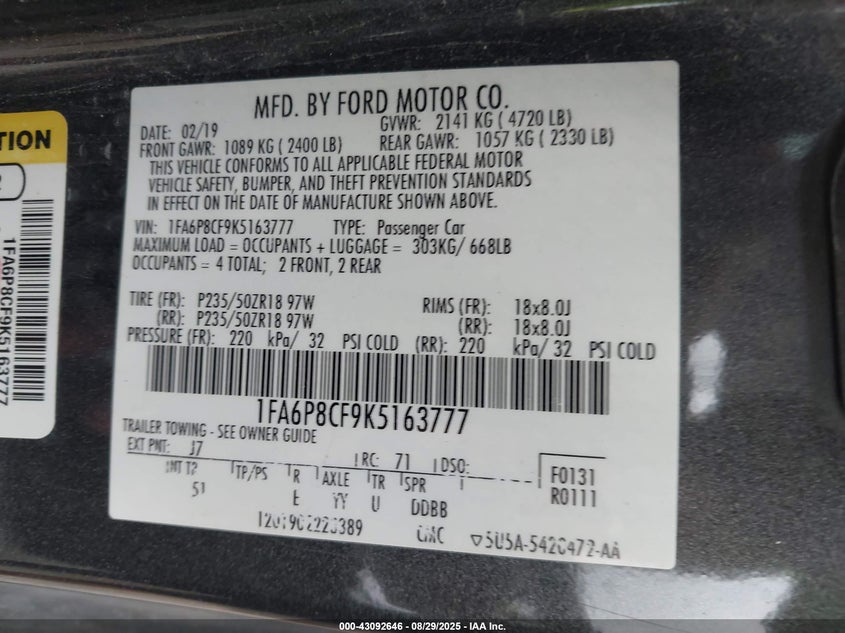 TION
1FA6P8CF9K5163777
MFD. BY FORD MOTOR CO.
DATE: 02/19 GVWR: 2141 KG ( 4720 LB)
FRONT GAWR: 1089 KG ( 2400 LB) REAR GAWR: 1057 KG ( 2330 LB)
THIS VEHICLE CONFORMS TO ALL APPLICABLE FEDERAL MOTOR
VEHICLE SAFETY, BUMPER, AND THEFT PREVENTION STANDARDS
IN EFFECT ON THE DATE OF MANUFACTURE SHOWN ABOVE.
VIN: 1FA6P8CF9K5163777 TYPE: Passenger Car
MAXIMUM LOAD = OCCUPANTS + LUGGAGE = 303KG/ 668LB
OCCUPANTS = 4 TOTAL; 2 FRONT, 2 REAR
TIRE (FR): P235/50ZR18 97W RIMS (FR): 18x8.0J
(RR): P235/50ZR18 97W (RR): 18x8.0J
PRESSURE (FR): 220 kPa/ 32 PSI COLD (RR): 220 kPa/ 32 PSI COLD
1FA6P8CF9K5163777
TRAILER TOWING - SEE OWNER GUIDE
EXT PNT: J7 RC: 71 DSO: F0131
INT TR TP/PS R AXLE TR SPR R0111
51 E YY U DDBB
000-43092646 - 08/29/2025 - IAA Inc.